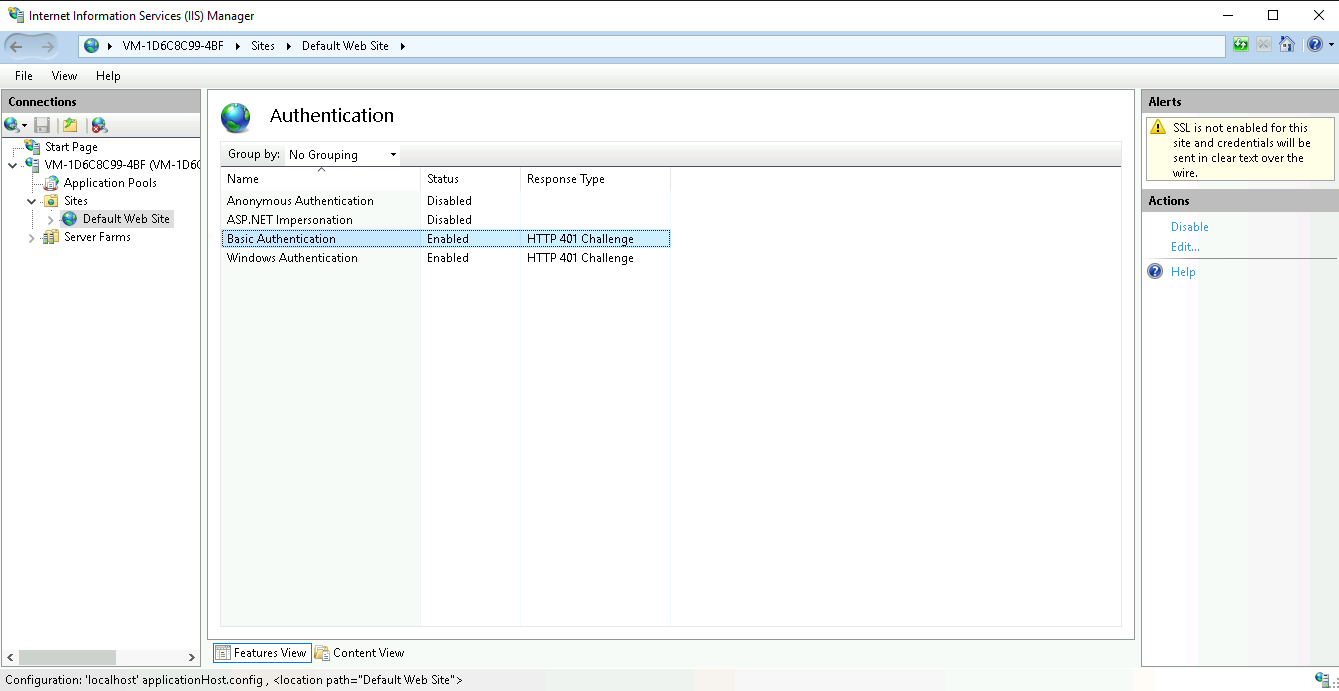 Internet Information Services (IIS) Manager
VM-1D6C8C99-4BF Sites Default Web Site
File View Help
Connections
Start Page
VM-1D6C8C99-4BF (VM-1D6C
Application Pools
Sites
Default Web Site
Server Farms
Authentication
Group by: No Grouping
Name Status Response Type
Anonymous Authentication Disabled
ASP.NET Impersonation Disabled
Basic Authentication Enabled HTTP 401 Challenge
Windows Authentication Enabled HTTP 401 Challenge
Features View Content View
Alerts
SSL is not enabled for this
site and credentials will be
sent in clear text over the
wire.
Actions
Disable
Edit...
Help
Configuration: 'localhost' applicationHost.config , <location path="Default Web Site">